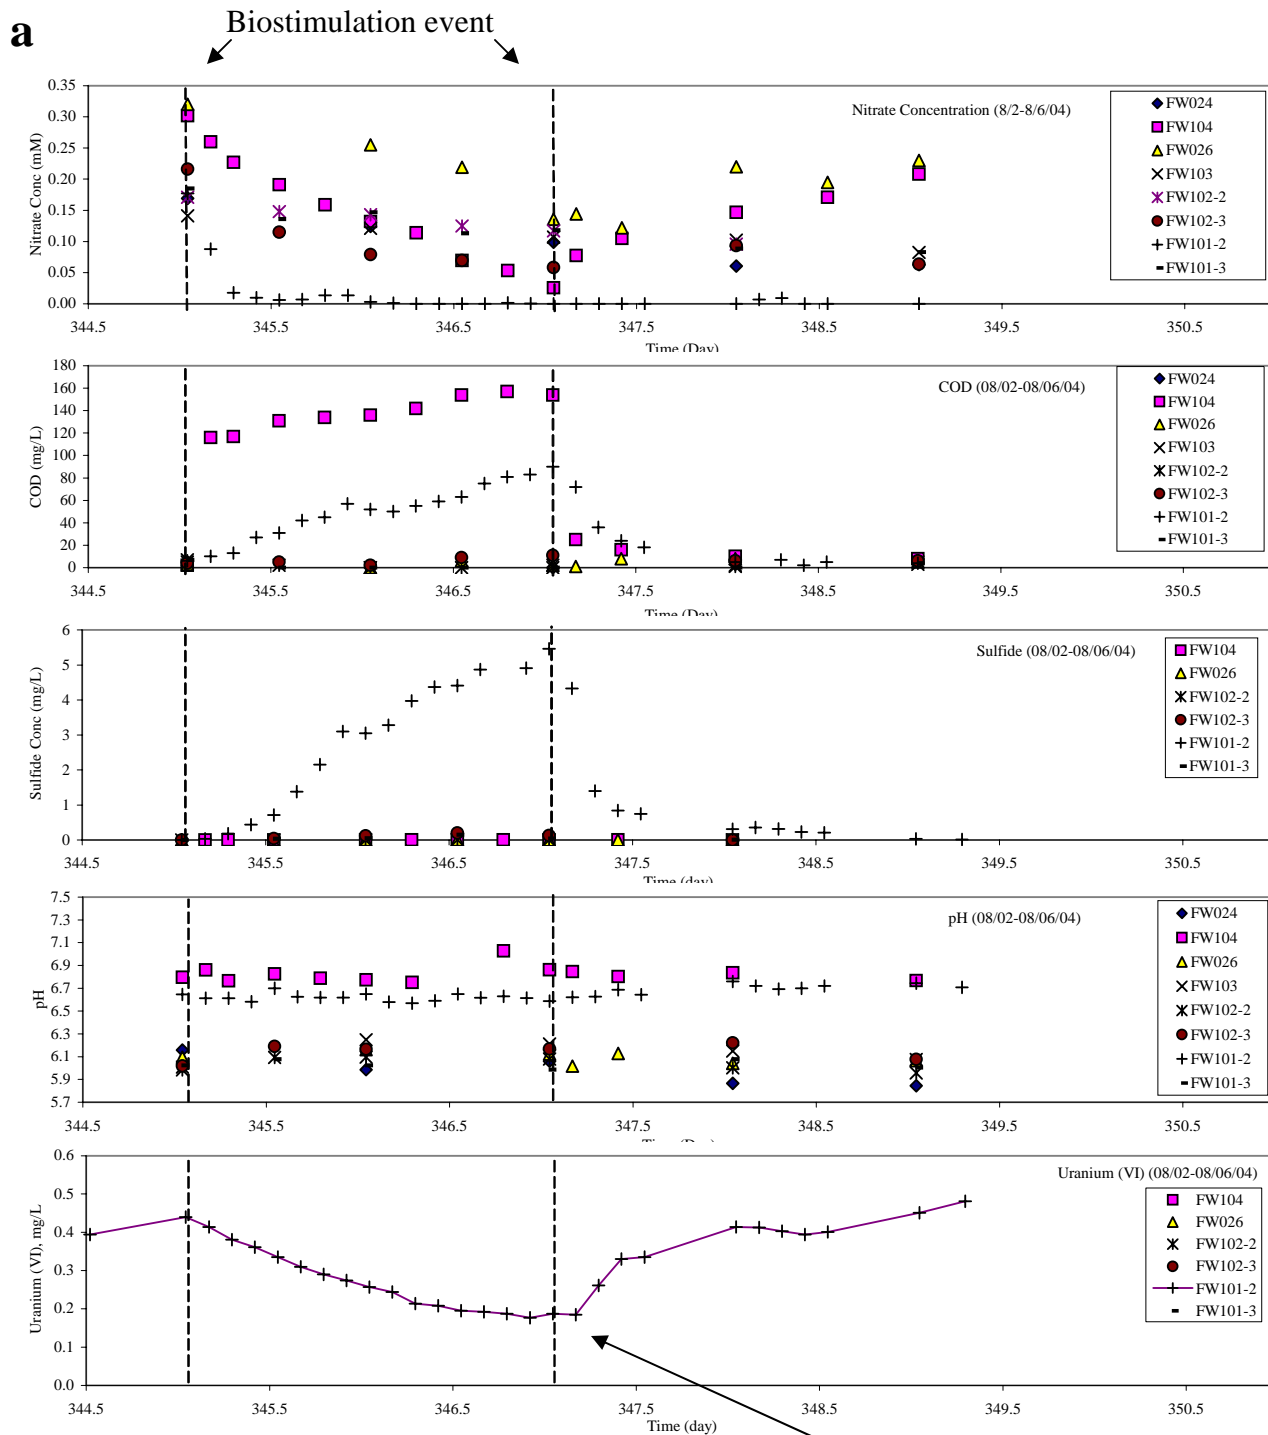 a
Biostimulation event
Nitrate Concentration (8/2-8/6/04)
Nitrate Conc (mM)
0.35
0.30
0.25
0.20
0.15
0.10
0.05
0.00
344.5 345.5 346.5 347.5 348.5 349.5 350.5
Time (Day)
FW024
FW104
FW026
FW103
FW102-2
FW102-3
FW101-2
FW101-3
COD (08/02-08/06/04)
COD (mg/L)
180
160
140
120
100
80
60
40
20
0
344.5 345.5 346.5 347.5 348.5 349.5 350.5
Time (Day)
FW024
FW104
FW026
FW103
FW102-2
FW102-3
FW101-2
FW101-3
Sulfide (08/02-08/06/04)
Sulfide Conc (mg/L)
6
5
4
3
2
1
0
344.5 345.5 346.5 347.5 348.5 349.5 350.5
Time (day)
FW104
FW026
FW102-2
FW102-3
FW101-2
FW101-3
pH (08/02-08/06/04)
pH
7.5
7.3
7.1
6.9
6.7
6.5
6.3
6.1
5.9
5.7
344.5 345.5 346.5 347.5 348.5 349.5 350.5
FW024
FW104
FW026
FW103
FW102-2
FW102-3
FW101-2
FW101-3
Uranium (VI) (08/02-08/06/04)
Uranium (VI), mg/L
0.6
0.5
0.4
0.3
0.2
0.1
0.0
344.5 345.5 346.5 347.5 348.5 349.5 350.5
Time (day)
FW104
FW026
FW102-2
FW102-3
FW101-2
FW101-3